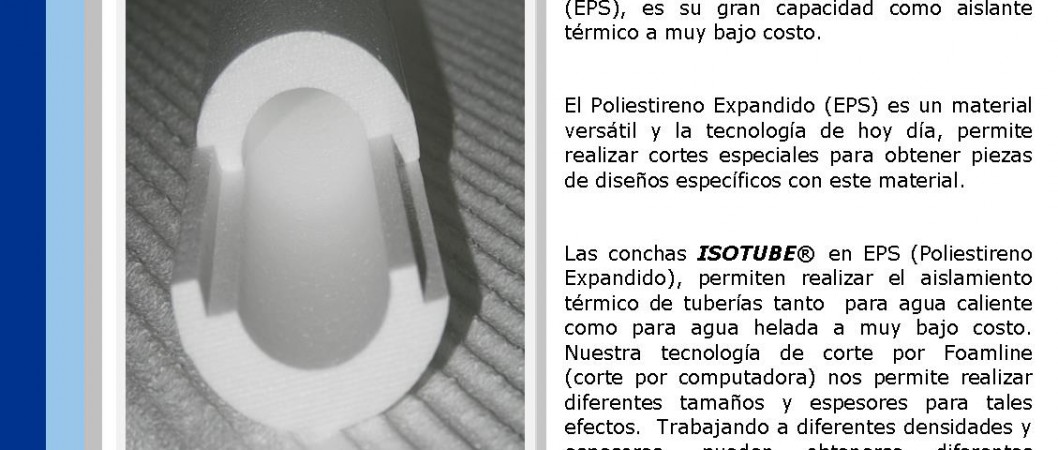 (EPS), es su gran capacidad como aislante
térmico a muy bajo costo.
El Poliestireno Expandido (EPS) es un material
versátil y la tecnología de hoy día, permite
realizar cortes especiales para obtener piezas
de diseños específicos con este material.
Las conchas ISOTUBE® en EPS (Poliestireno
Expandido), permiten realizar el aislamiento
térmico de tuberías tanto para agua caliente
como para agua helada a muy bajo costo.
Nuestra tecnología de corte por Foamline
(corte por computadora) nos permite realizar
diferentes tamaños y espesores para tales
efectos. Trabajando a diferentes densidades y